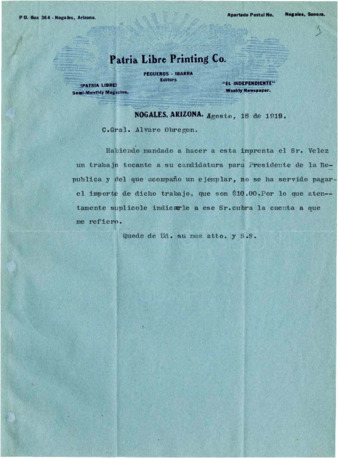 P O. Box 364 - Nogales, Arizona. Apartado Postal No. Nogales, Sonora.
Patria Libre Printing Co.
PEGUEROS - IBARRA
Editors
"PATRIA LIBRE"
Semi-Monthly Magazine.
"EL INDEPENDIENTE"
Weekly Newspaper.
NOGALES, ARIZONA. Agosto, 18 de 1919.
C.Gral. Alvaro Obregon.
Habiendo mandado a hacer a esta imprenta el Sr. Velez
un trabajo tocante a su candidatura para Presidente de la Re-
publica y del que acompaño un ejemplar, no se ha servido pagar-
el importe de dicho trabajo, que son $10.00.Por lo que aten--
tamente suplicole indicarle a ese Sr.cubra la cuenta a que
me refiero.
Quedo de Ud. su mas atto. y S.S.